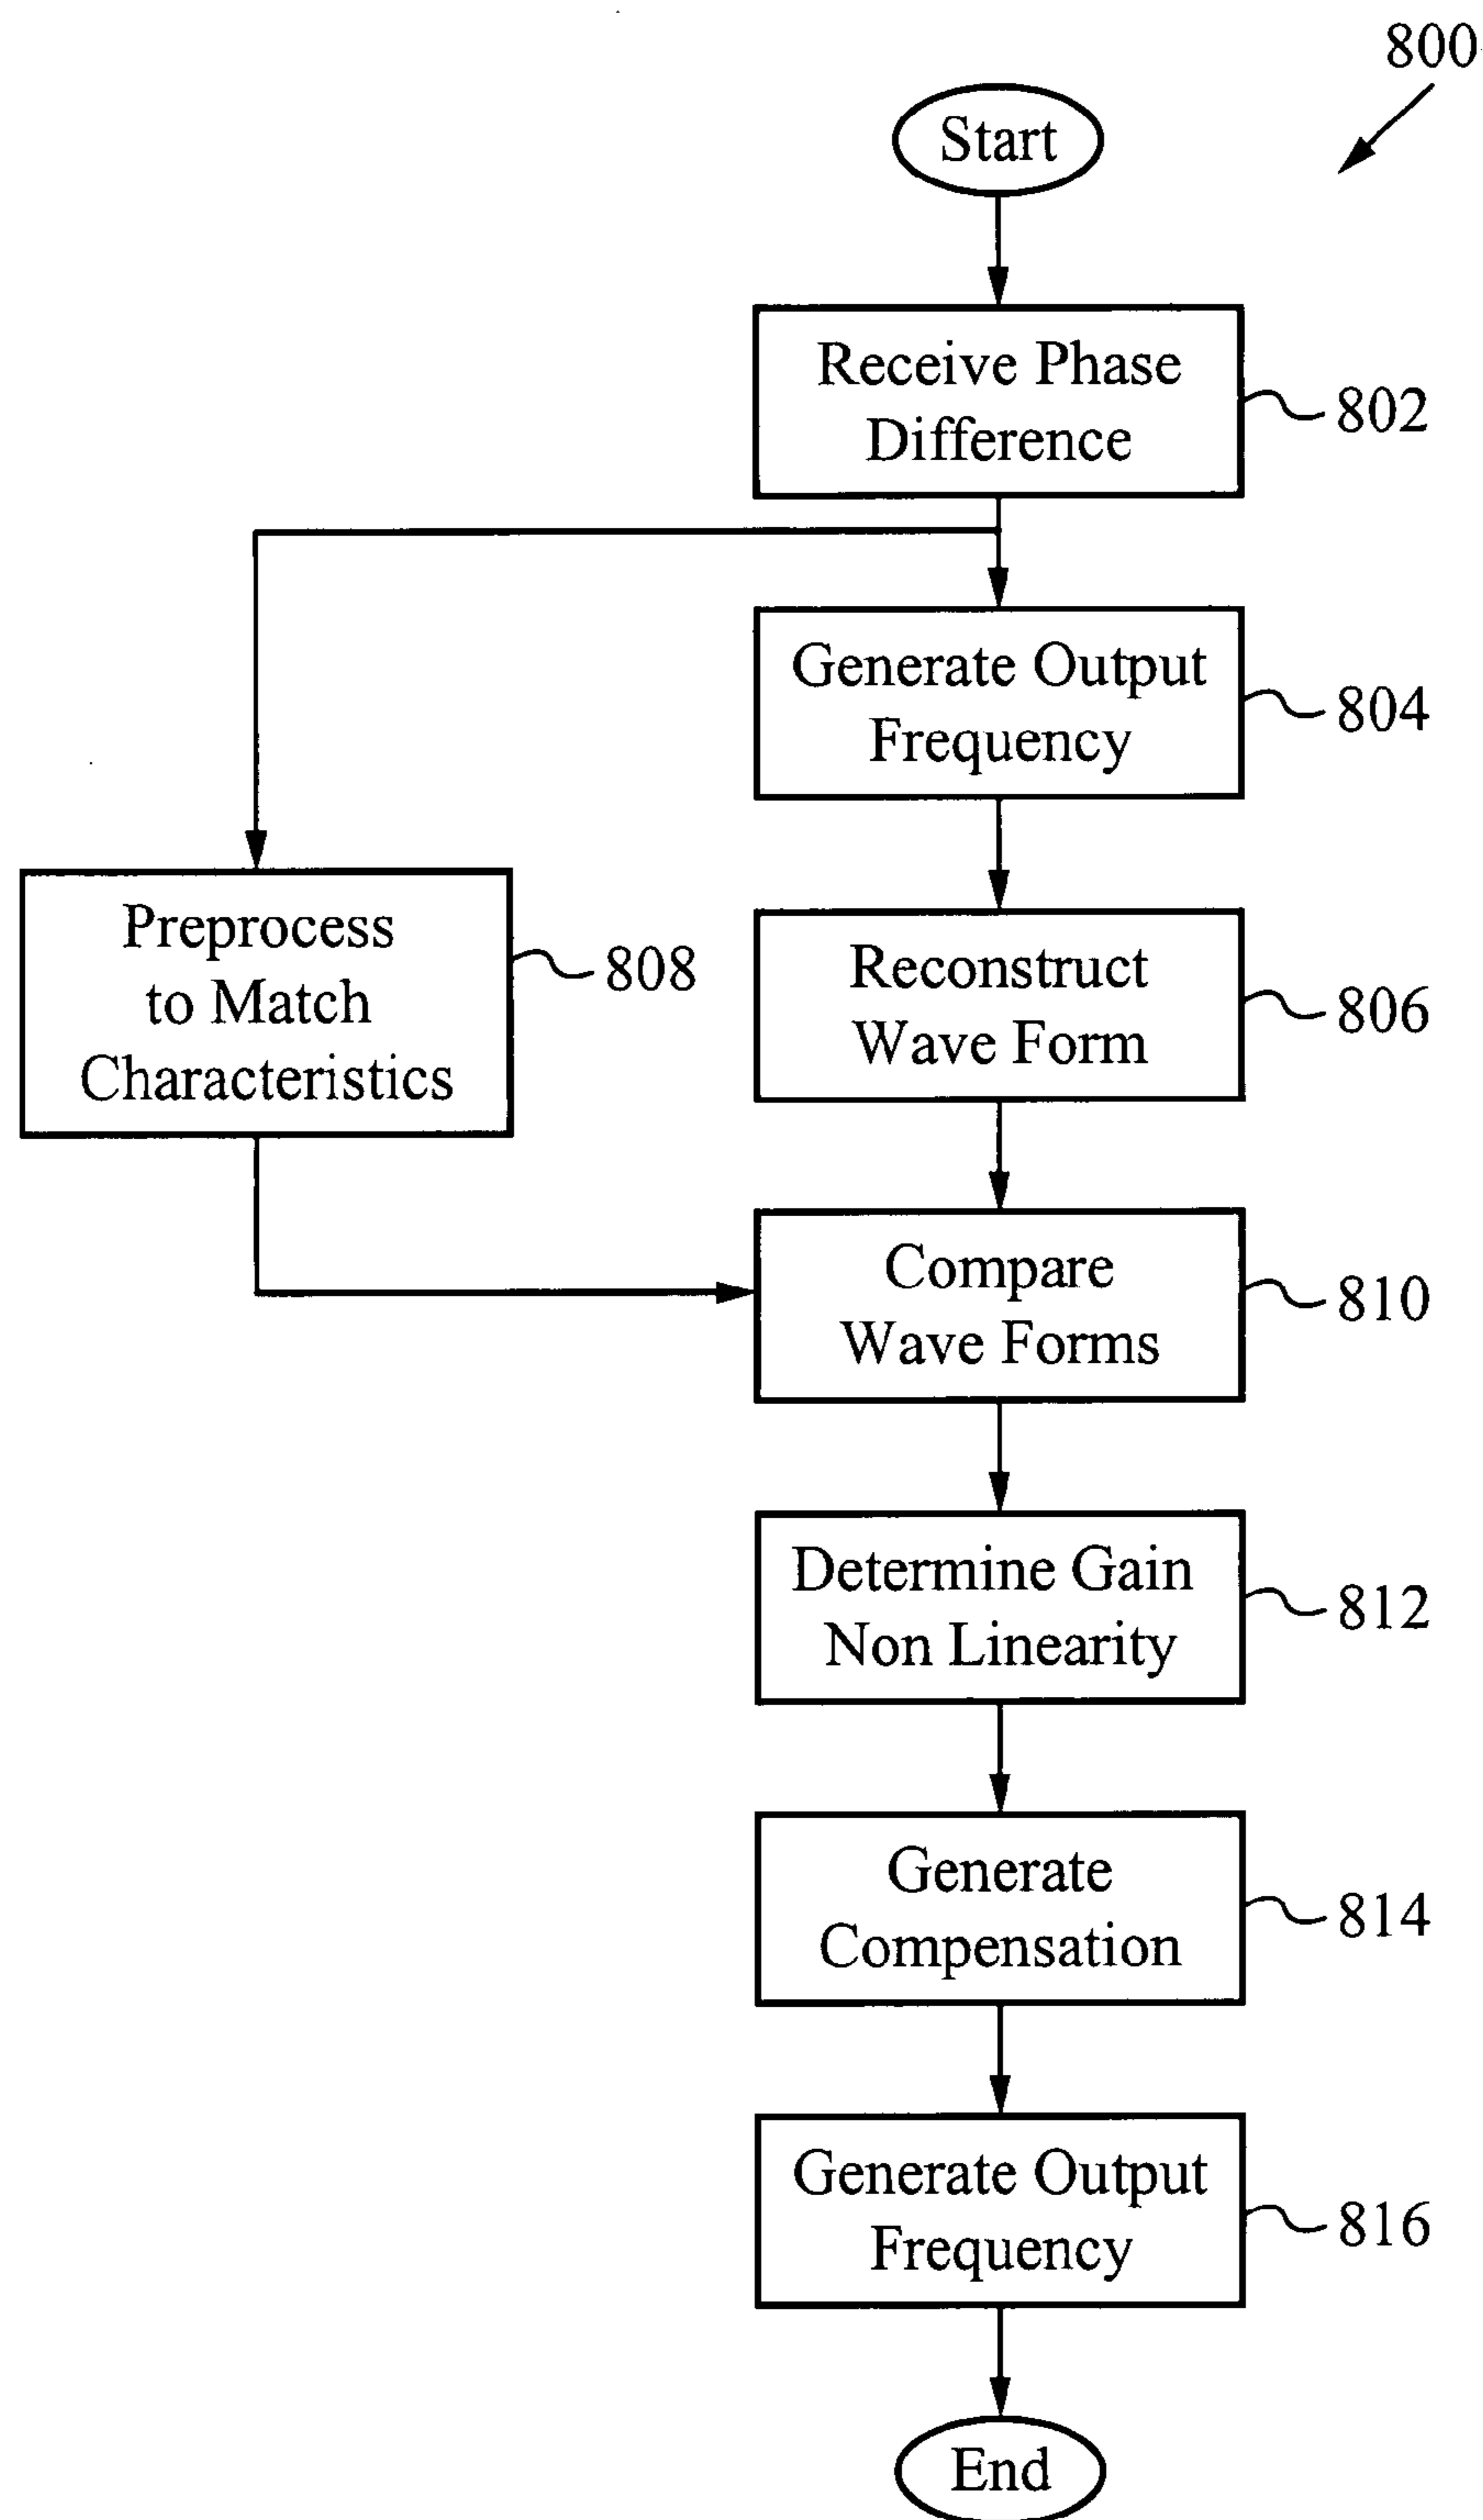 800
Start
Receive Phase
Difference
802
Generate Output
Frequency
804
Preprocess
to Match
Characteristics
808
Reconstruct
Wave Form
806
Compare
Wave Forms
810
Determine Gain
Non Linearity
812
Generate
Compensation
814
Generate Output
Frequency
816
End